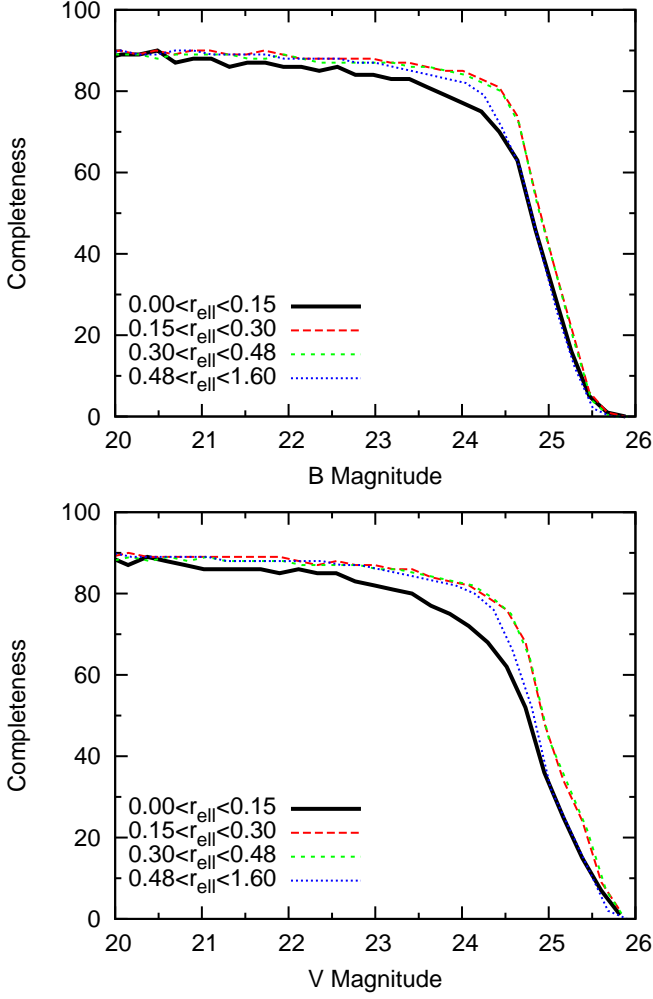 100
80
60
40
20
0
Completeness
0.00<r_ell<0.15
0.15<r_ell<0.30
0.30<r_ell<0.48
0.48<r_ell<1.60
20 21 22 23 24 25 26
B Magnitude
100
80
60
40
20
0
Completeness
0.00<r_ell<0.15
0.15<r_ell<0.30
0.30<r_ell<0.48
0.48<r_ell<1.60
20 21 22 23 24 25 26
V Magnitude